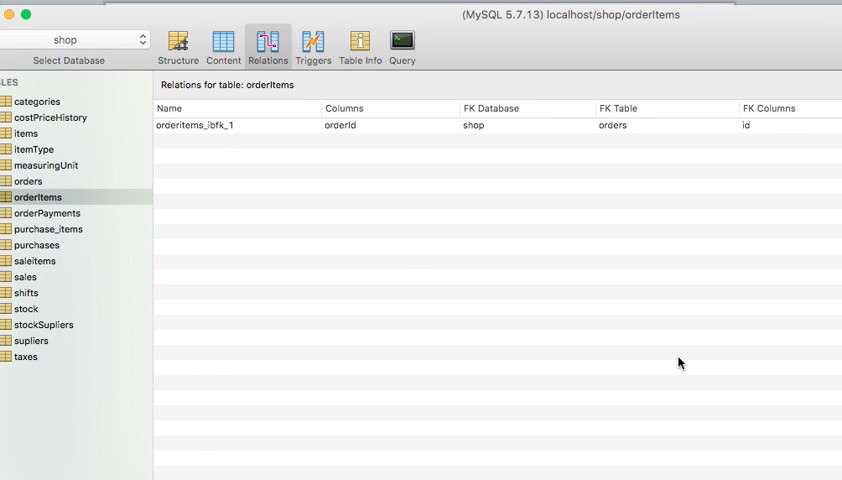 (MySQL 5.7.13) localhost/shop/orderItems
shop
Select Database
Structure Content Relations Triggers Table Info Query
LES
Relations for table: orderItems
Name Columns FK Database FK Table FK Columns
orderitems_ibfk_1 orderId shop orders id
categories
costPriceHistory
items
itemType
measuringUnit
orders
orderItems
orderPayments
purchase_items
purchases
saleitems
sales
shifts
stock
stockSupliers
supliers
taxes